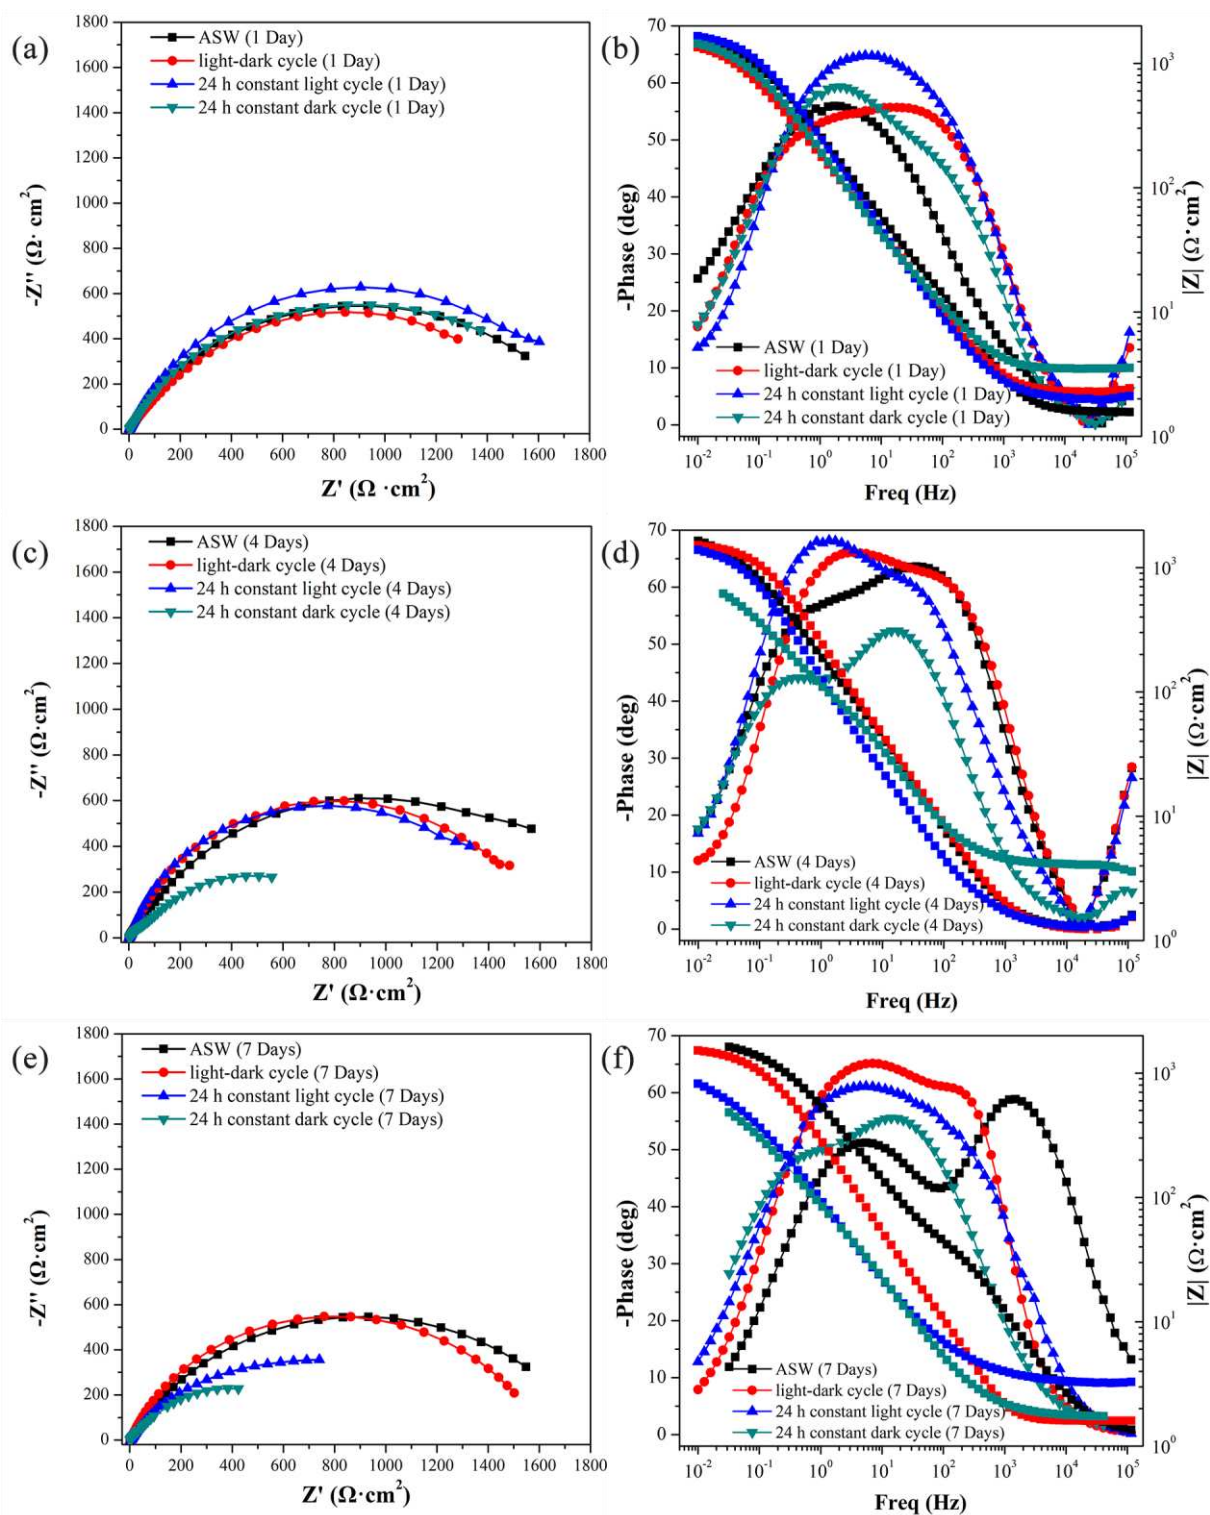 (a)
1800
1600
1400
1200
1000
800
600
400
200
0
-Z'' (Ω· cm²)
ASW (1 Day)
light-dark cycle (1 Day)
24 h constant light cycle (1 Day)
24 h constant dark cycle (1 Day)
0 200 400 600 800 1000 1200 1400 1600 1800
Z' (Ω ·cm²)
(b)
70
60
50
40
30
20
10
0
-Phase (deg)
ASW (1 Day)
light-dark cycle (1 Day)
24 h constant light cycle (1 Day)
24 h constant dark cycle (1 Day)
10³
10²
10¹
10⁰
|Z| (Ω·cm²)
10⁻² 10⁻¹ 10⁰ 10¹ 10² 10³ 10⁴ 10⁵
Freq (Hz)
(c)
1800
1600
1400
1200
1000
800
600
400
200
0
-Z'' (Ω·cm²)
ASW (4 Days)
light-dark cycle (4 Days)
24 h constant light cycle (4 Days)
24 h constant dark cycle (4 Days)
0 200 400 600 800 1000 1200 1400 1600 1800
Z' (Ω·cm²)
(d)
70
60
50
40
30
20
10
0
-Phase (deg)
ASW (4 Days)
light-dark cycle (4 Days)
24 h constant light cycle (4 Days)
24 h constant dark cycle (4 Days)
10³
10²
10¹
10⁰
|Z| (Ω·cm²)
10⁻² 10⁻¹ 10⁰ 10¹ 10² 10³ 10⁴ 10⁵
Freq (Hz)
(e)
1800
1600
1400
1200
1000
800
600
400
200
0
-Z'' (Ω·cm²)
ASW (7 Days)
light-dark cycle (7 Days)
24 h constant light cycle (7 Days)
24 h constant dark cycle (7 Days)
0 200 400 600 800 1000 1200 1400 1600 1800
Z' (Ω·cm²)
(f)
70
60
50
40
30
20
10
0
-Phase (deg)
ASW (7 Days)
light-dark cycle (7 Days)
24 h constant light cycle (7 Days)
24 h constant dark cycle (7 Days)
10³
10²
10¹
10⁰
|Z| (Ω·cm²)
10⁻² 10⁻¹ 10⁰ 10¹ 10² 10³ 10⁴ 10⁵
Freq (Hz)